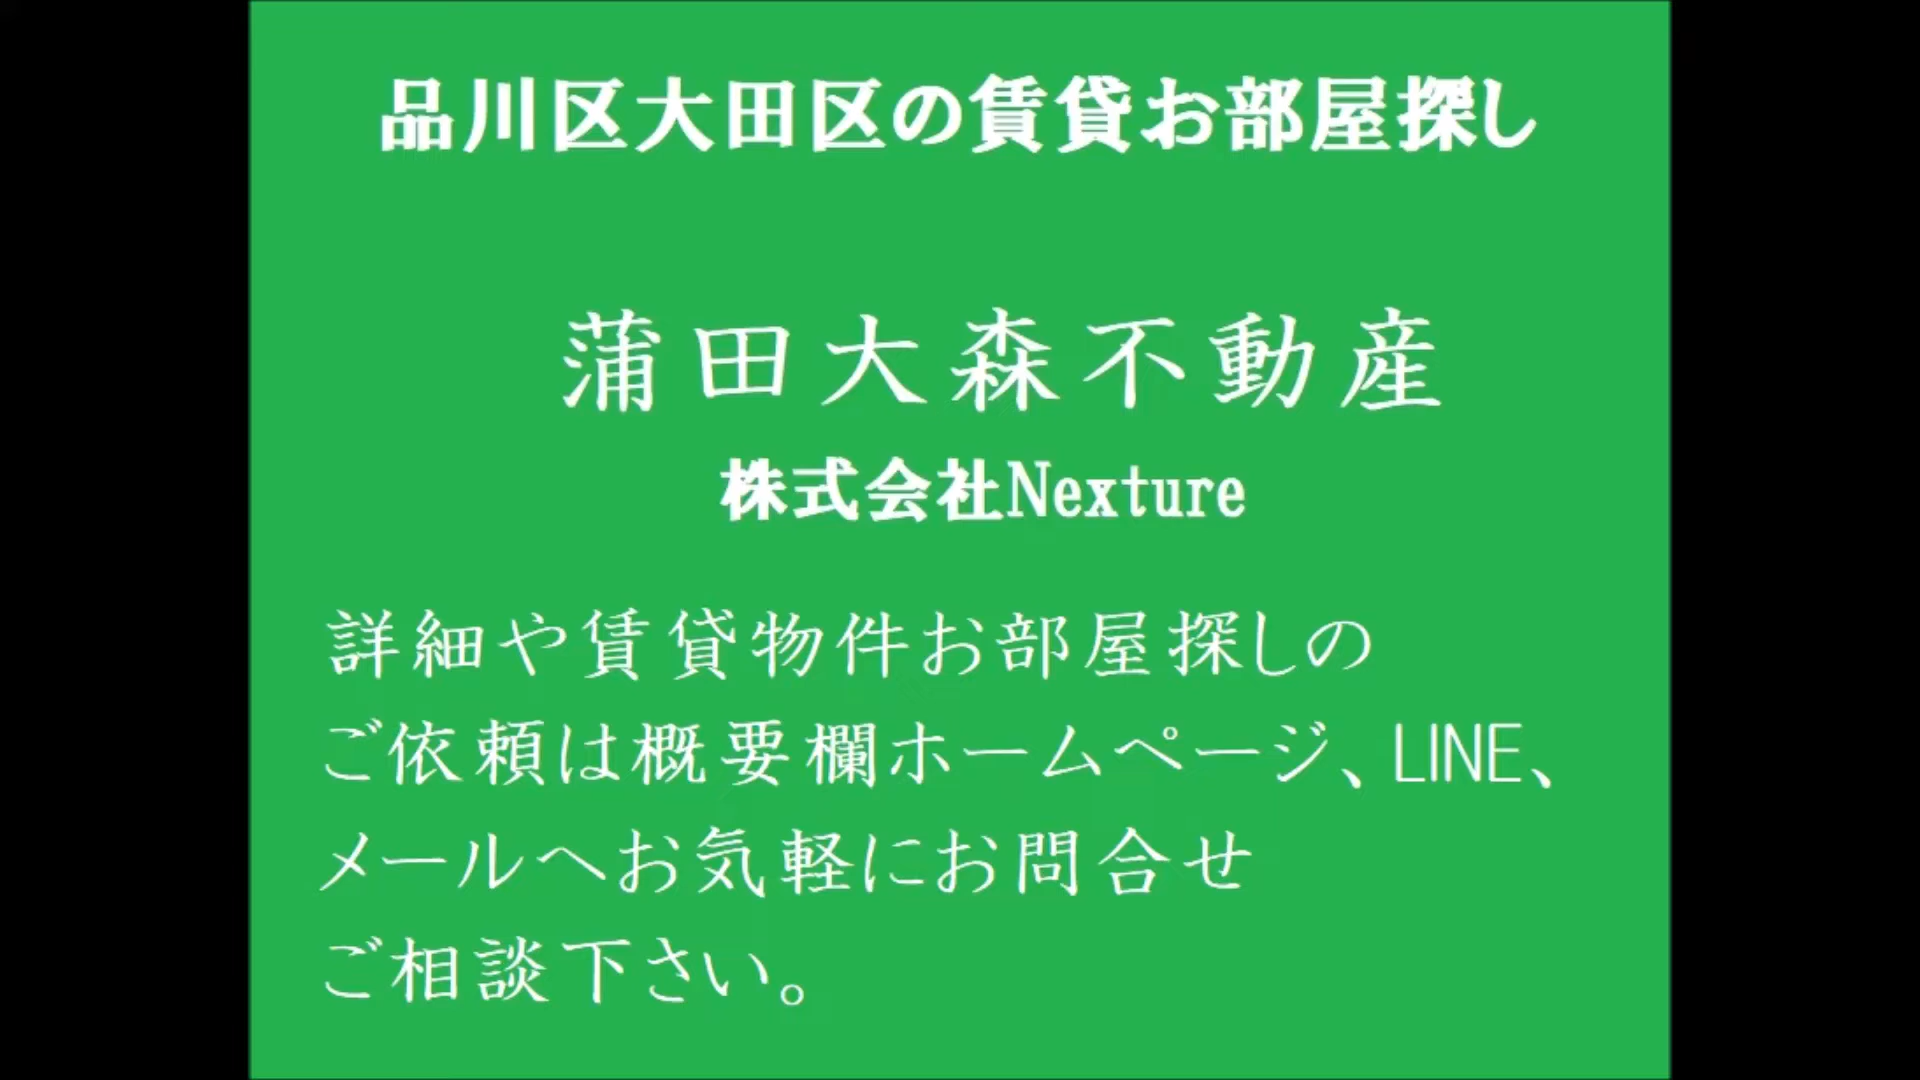 品川区大田区の賃貸お部屋探し
蒲田大森不動産
株式会社Nexture
詳細や賃貸物件お部屋探しの
ご依頼は概要欄ホームページ、LINE、
メールへお気軽にお問合せ
ご相談下さい。